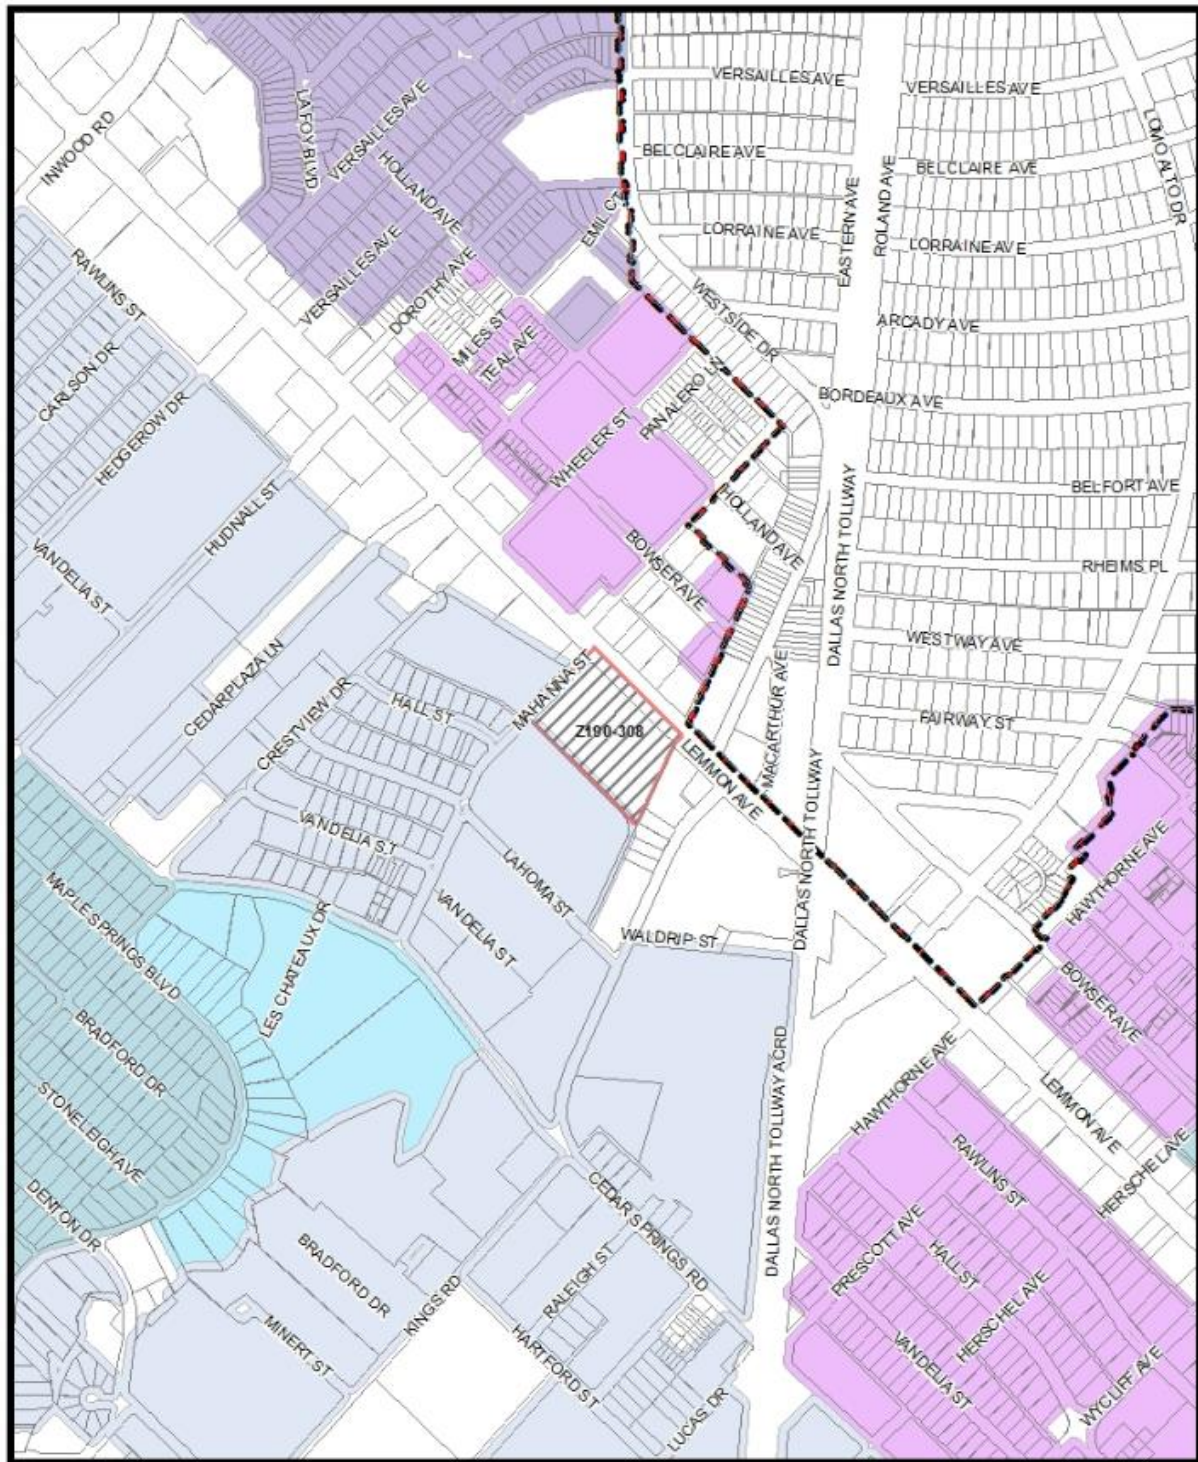 VERSAILLES AVE
VERSAILLES AVE
LAFOY BLVD
VERSAILLES AVE
INWOOD RD
LOMO ALTO DR
BELCLAIRE AVE
BELCLAIRE AVE
HOLLAND AVE
EASTERN AVE
ROLAND AVE
EMIL CT
LORRAINE AVE
LORRAINE AVE
RAWLINS ST
VERSAILLES AVE
DOROTHY AVE
WESTSIDE DR
ARCADY AVE
MILES ST
TEAL AVE
CARLSON DR
PANALERO LN
BORDEAUX AVE
HEDGEROW DR
WHEELER ST
BELFORT AVE
HUDNALL ST
HOLLAND AVE
DALLAS NORTH TOLLWAY
VANDELIA ST
BOWSER AVE
RHEIMS PL
WESTWAY AVE
CEDAR PLAZA LN
MAHANNA ST
MACARTHUR AVE
CRESTVIEW DR
HALL ST
FAIRWAY ST
Z190-308
LEMMON AVE
VANDELIA ST
LAHOMA ST
DALLAS NORTH TOLLWAY
HAWTHORNE AVE
MAPLE SPRINGS BLVD
VANDELIA ST
WALDRIP ST
LES CHATEAUX DR
BOWSER AVE
BRADFORD DR
DALLAS NORTH TOLLWAY ACRD
HAWTHORNE AVE
LEMMON AVE
STONELEIGH AVE
RAWLINS ST
HERSCHEL AVE
DENTON DR
CEDAR SPRINGS RD
PRESCOTT AVE
HALL ST
BRADFORD DR
RALEIGH ST
KINGS RD
HERSCHEL AVE
MINERT ST
HARTFORD ST
VANDELIA ST
WYCLIFF AVE
LUCAS DR